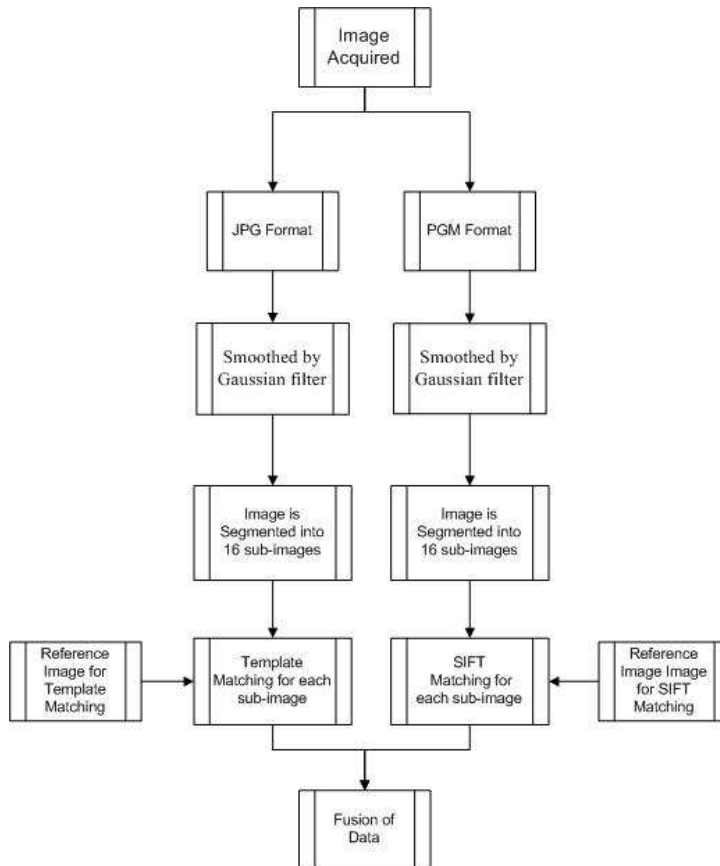 Image
Acquired
JPG Format
PGM Format
Smoothed by
Gaussian filter
Smoothed by
Gaussian filter
Image is
Segmented into
16 sub-images
Image is
Segmented into
16 sub-images
Reference
Image for
Template
Matching
Template
Matching for each
sub-image
SIFT
Matching for
each sub-image
Reference
Image Image
for SIFT
Matching
Fusion of
Data